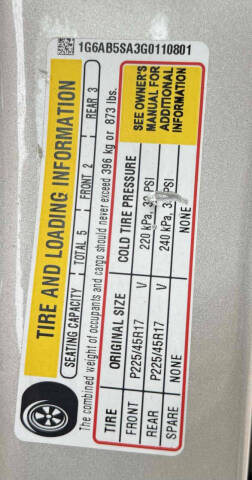 1G6AB5SA3G0110801
TIRE AND LOADING INFORMATION
SEATING CAPACITY TOTAL 5 FRONT 2 REAR 3
The combined weight of occupants and cargo should never exceed 396 kg or 873 lbs.
TIRE ORIGINAL SIZE COLD TIRE PRESSURE
FRONT P225/45R17 V 220 kPa, PSI
REAR P225/45R17 V 240 kPa, PSI
SPARE NONE NONE
SEE OWNER'S
MANUAL FOR
ADDITIONAL
INFORMATION